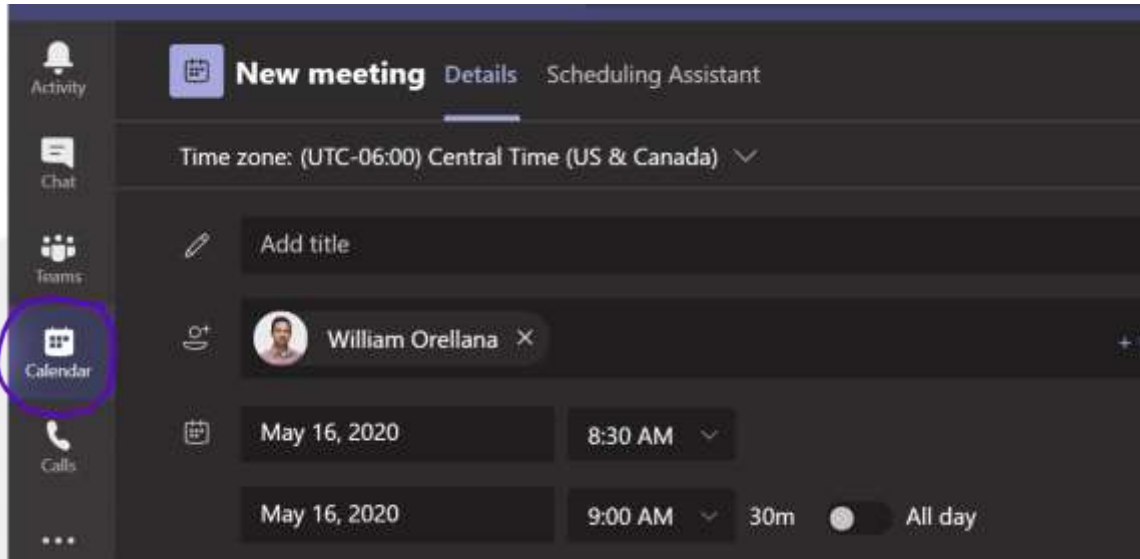 Activity
Chat
Teams
Calendar
Calls
New meeting Details Scheduling Assistant
Time zone: (UTC-06:00) Central Time (US & Canada)
Add title
William Orellana ×
+
May 16, 2020 8:30 AM
May 16, 2020 9:00 AM 30m All day